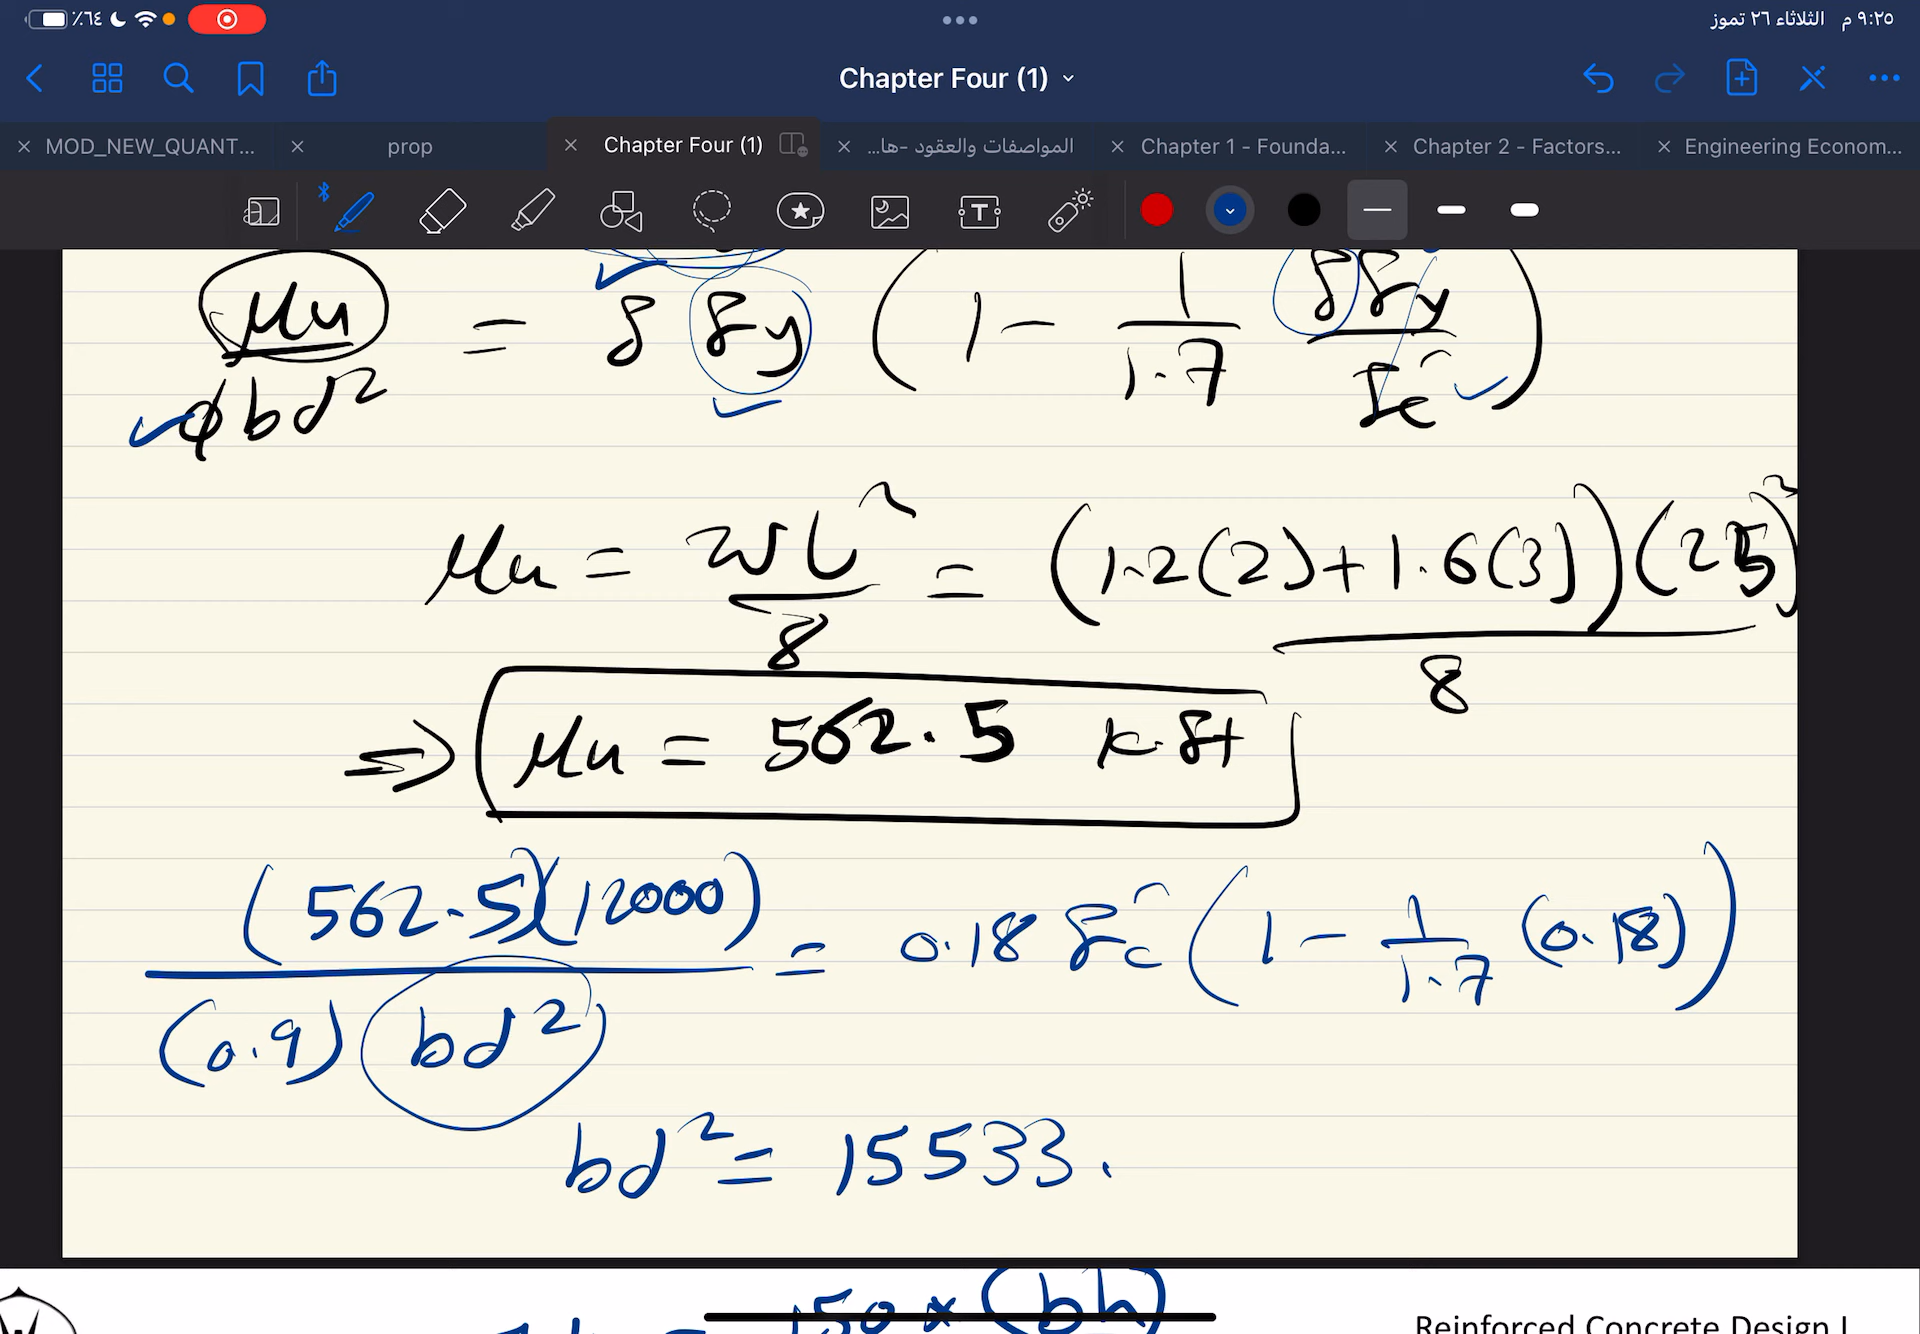 ٪٦٤
٩:٢٥ م الثلاثاء ٢٦ تموز
Chapter Four (1)
MOD_NEW_QUANT...
prop
Chapter Four (1)
المواصفات والعقود -ها...
Chapter 1 - Founda...
Chapter 2 - Factors...
Engineering Econom...
Mu/φbd² = ρ fy (1 - 1/1.7 ρfy/fc')
Mu = wl²/8 = (1.2(2)+1.6(3))(25)²/8
⇒ Mu = 562.5 k.ft
(562.5)(12000)/(0.9)(bd²) = 0.18 fc' (1 - 1/1.7 (0.18))
bd² = 15533.
150 * (bh)
Reinforced Concrete Design I